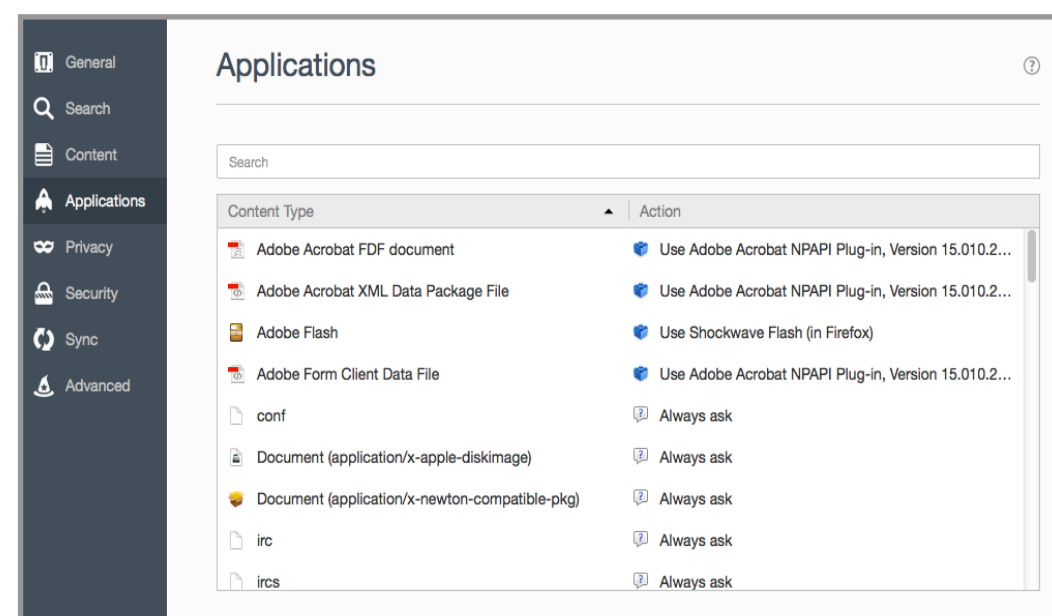 General
Search
Content
Applications
Privacy
Security
Sync
Advanced
Applications
?
Search
Content Type Action
Adobe Acrobat FDF document Use Adobe Acrobat NPAPI Plug-in, Version 15.010.2...
Adobe Acrobat XML Data Package File Use Adobe Acrobat NPAPI Plug-in, Version 15.010.2...
Adobe Flash Use Shockwave Flash (in Firefox)
Adobe Form Client Data File Use Adobe Acrobat NPAPI Plug-in, Version 15.010.2...
conf Always ask
Document (application/x-apple-diskimage) Always ask
Document (application/x-newton-compatible-pkg) Always ask
irc Always ask
ircs Always ask